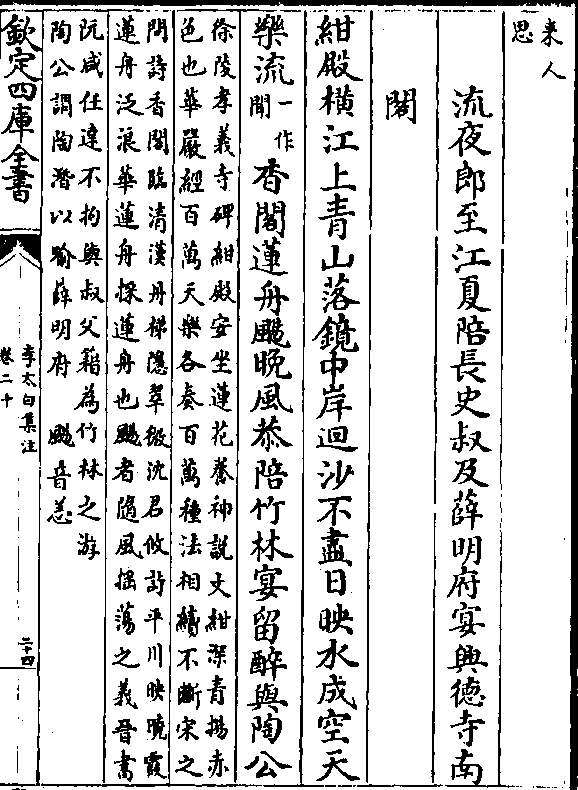 来人
思
流夜郎至江夏陪長史叔及薛明府宴興德寺南
閣
紺殿橫江上青山落鏡中岸迴沙不盡日映水成空天
樂流一作聞香閣蓮舟颺晚風恭陪竹林宴留醉與陶公
徐陵孝義寺碑紺殿安坐蓮花養神說文紺深青揚赤
色也華嚴經百萬天樂各奏百萬種法相續不斷宋之
問詩香閣臨清漢丹梯隱翠微沈君攸詩平川映曉霞
蓮舟泛浪華蓮舟採蓮舟也颺者隨風揺蕩之義晉書
阮咸任達不拘與叔父籍為竹林之游
陶公謂陶潛以喻薛明府 颺音恙
欽定四庫全書
李太白集注
卷二十
二十四